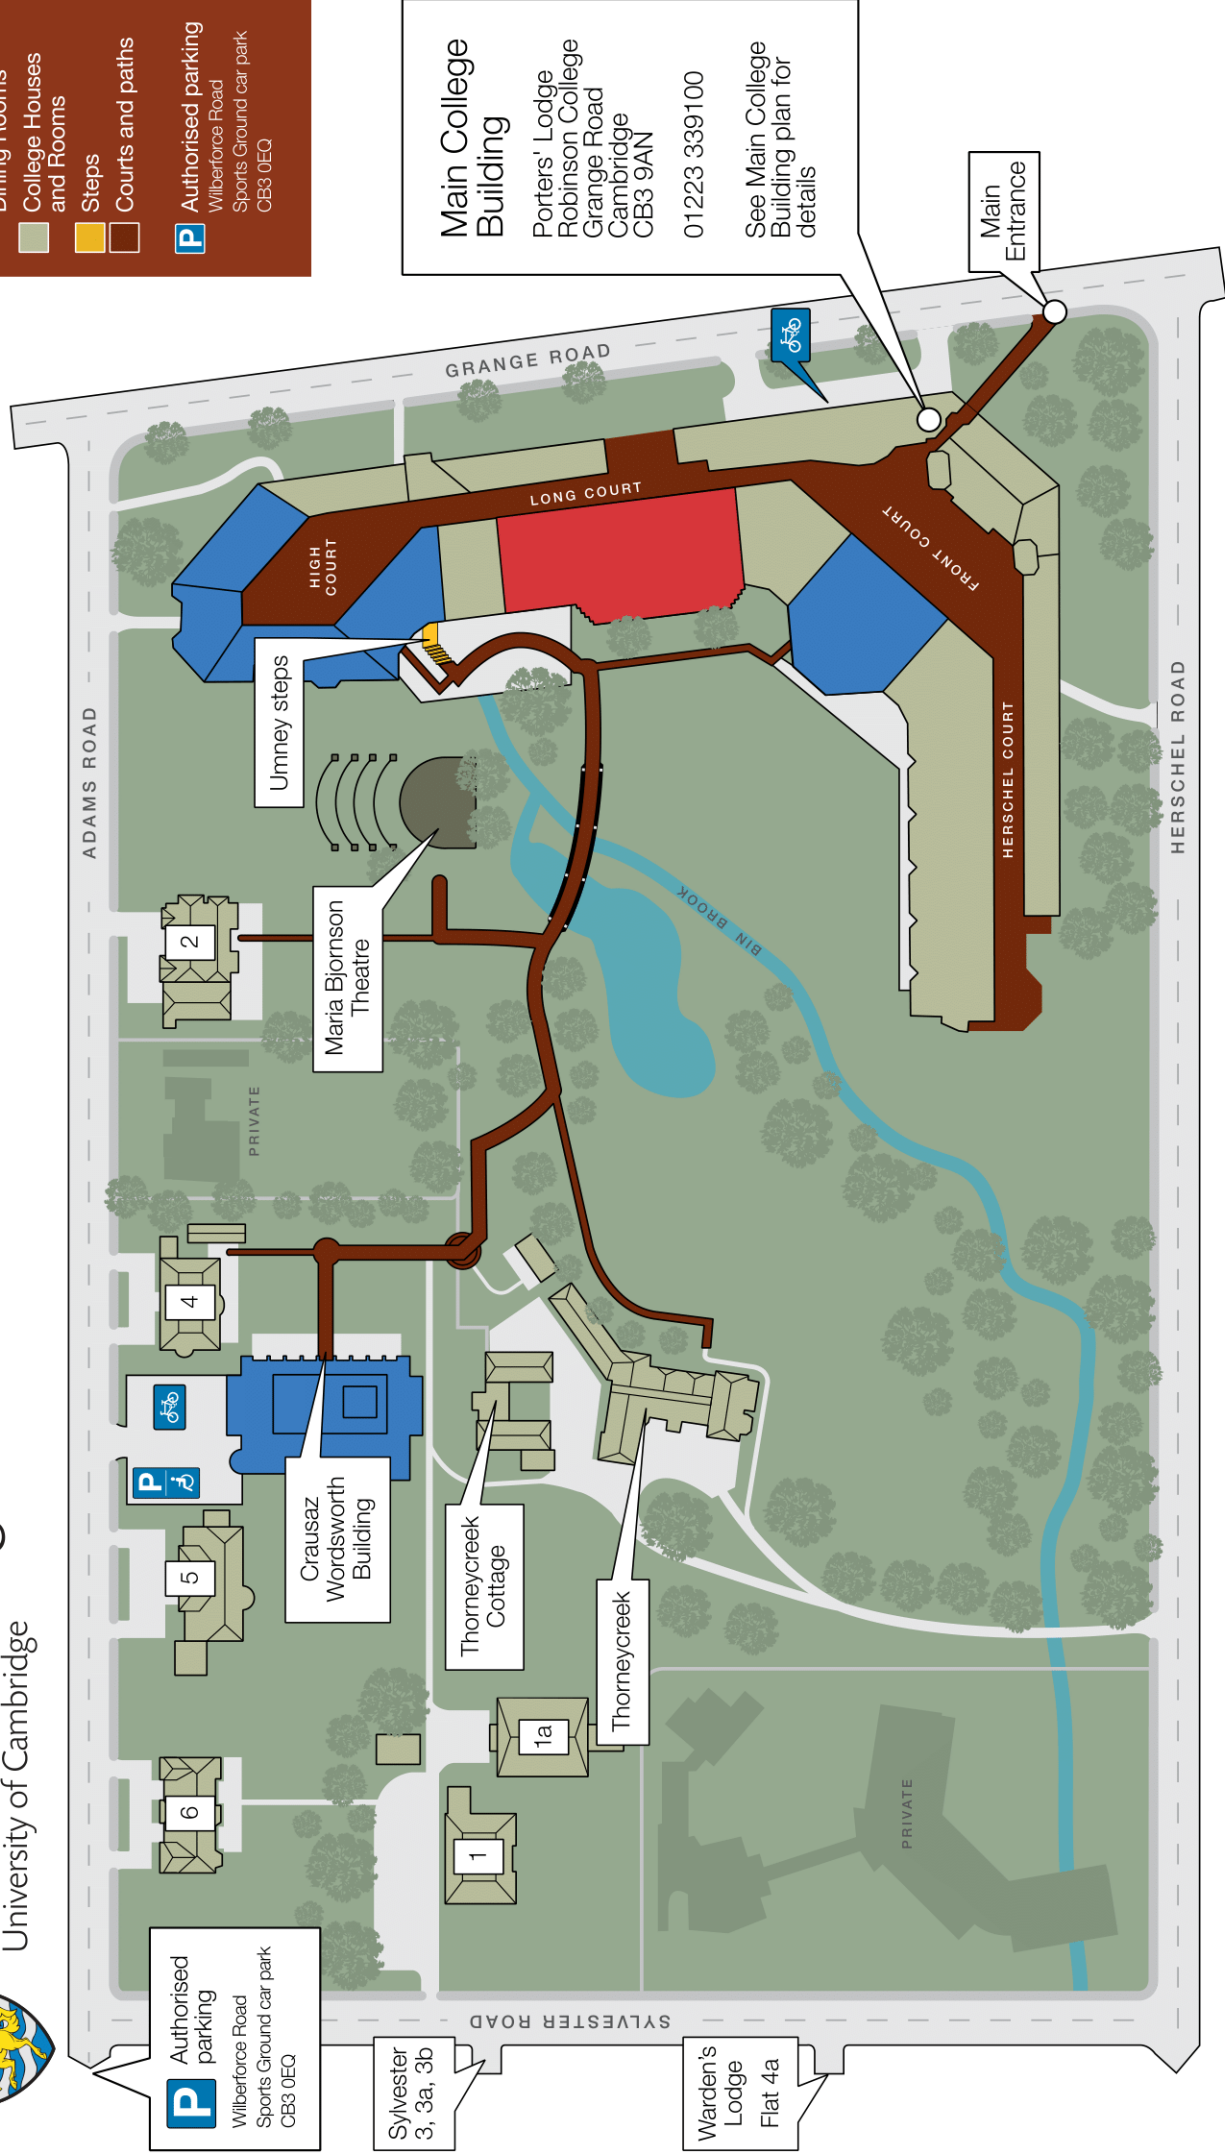 University of Cambridge
Dining Rooms
College Houses
and Rooms
Steps
Courts and paths
P Authorised parking
Wilberforce Road
Sports Ground car park
CB3 0EQ
Main College
Building
Porters' Lodge
Robinson College
Grange Road
Cambridge
CB3 9AN
01223 339100
See Main College
Building plan for
details
Main
Entrance
P Authorised
parking
Wilberforce Road
Sports Ground car park
CB3 0EQ
Sylvester
3, 3a, 3b
Warden's
Lodge
Flat 4a
ADAMS ROAD
GRANGE ROAD
HERSCHEL ROAD
SYLVESTER ROAD
6
5
4
2
P
1
1a
PRIVATE
PRIVATE
Crausaz
Wordsworth
Building
Thorneycreek
Cottage
Thorneycreek
Maria Bjornson
Theatre
Umney steps
HIGH
COURT
LONG COURT
FRONT COURT
HERSCHEL COURT
BIN BROOK